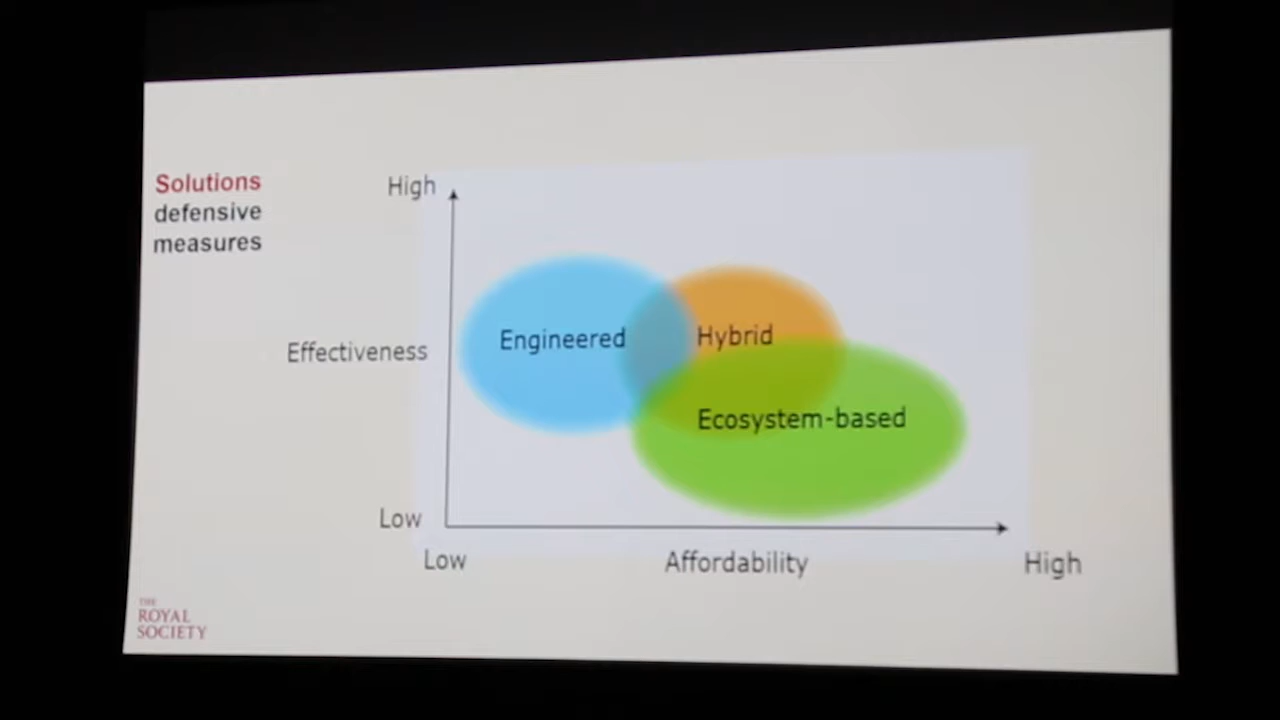 Solutions
defensive
measures
High
Effectiveness
Engineered
Hybrid
Ecosystem-based
Low
Low
Affordability
High
THE
ROYAL
SOCIETY